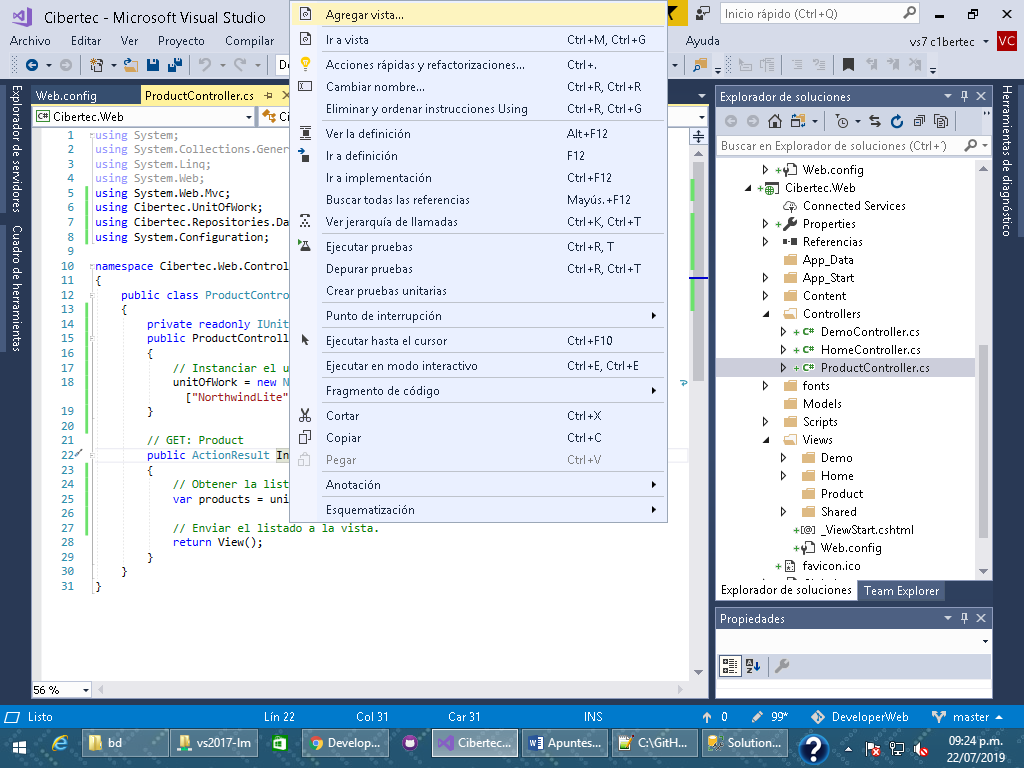 Cibertec - Microsoft Visual Studio
Inicio rápido (Ctrl+Q)
Archivo Editar Ver Proyecto Compilar
Ayuda
vs7 c1bertec
VC
Agregar vista...
Ir a vista Ctrl+M, Ctrl+G
Acciones rápidas y refactorizaciones... Ctrl+.
Cambiar nombre... Ctrl+R, Ctrl+R
Eliminar y ordenar instrucciones Using Ctrl+R, Ctrl+G
Ver la definición Alt+F12
Ir a definición F12
Ir a implementación Ctrl+F12
Buscar todas las referencias Mayús.+F12
Ver jerarquía de llamadas Ctrl+K, Ctrl+T
Ejecutar pruebas Ctrl+R, T
Depurar pruebas Ctrl+R, Ctrl+T
Crear pruebas unitarias
Punto de interrupción
Ejecutar hasta el cursor Ctrl+F10
Ejecutar en modo interactivo Ctrl+E, Ctrl+E
Fragmento de código
Cortar Ctrl+X
Copiar Ctrl+C
Pegar Ctrl+V
Anotación
Esquematización
Explorador de servidores
Cuadro de herramientas
Web.config ProductController.cs
Cibertec.Web
1 using System;
2 using System.Collections.Gener
3 using System.Linq;
4 using System.Web;
5 using System.Web.Mvc;
6 using Cibertec.UnitOfWork;
7 using Cibertec.Repositories.Da
8 using System.Configuration;
9
10 namespace Cibertec.Web.Control
11 {
12 public class ProductContro
13 {
14 private readonly IUnit
15 public ProductControll
16 {
17 // Instanciar el u
18 unitOfWork = new N
["NorthwindLite"
19 }
20
21 // GET: Product
22 public ActionResult In
23 {
24 // Obtener la list
25 var products = uni
26
27 // Enviar el listado a la vista.
28 return View();
29 }
30 }
31 }
56 %
Explorador de soluciones
Buscar en Explorador de soluciones (Ctrl+')
Web.config
Cibertec.Web
Connected Services
Properties
Referencias
App_Data
App_Start
Content
Controllers
DemoController.cs
HomeController.cs
ProductController.cs
fonts
Models
Scripts
Views
Demo
Home
Product
Shared
_ViewStart.cshtml
Web.config
favicon.ico
Explorador de soluciones Team Explorer
Propiedades
Herramientas de diagnóstico
Listo Lín 22 Col 31 Car 31 INS 0 99* DeveloperWeb master
bd vs2017-lm Develop... Cibertec... Apuntes... C:\GitH... Solution...
09:24 p.m.
22/07/2019